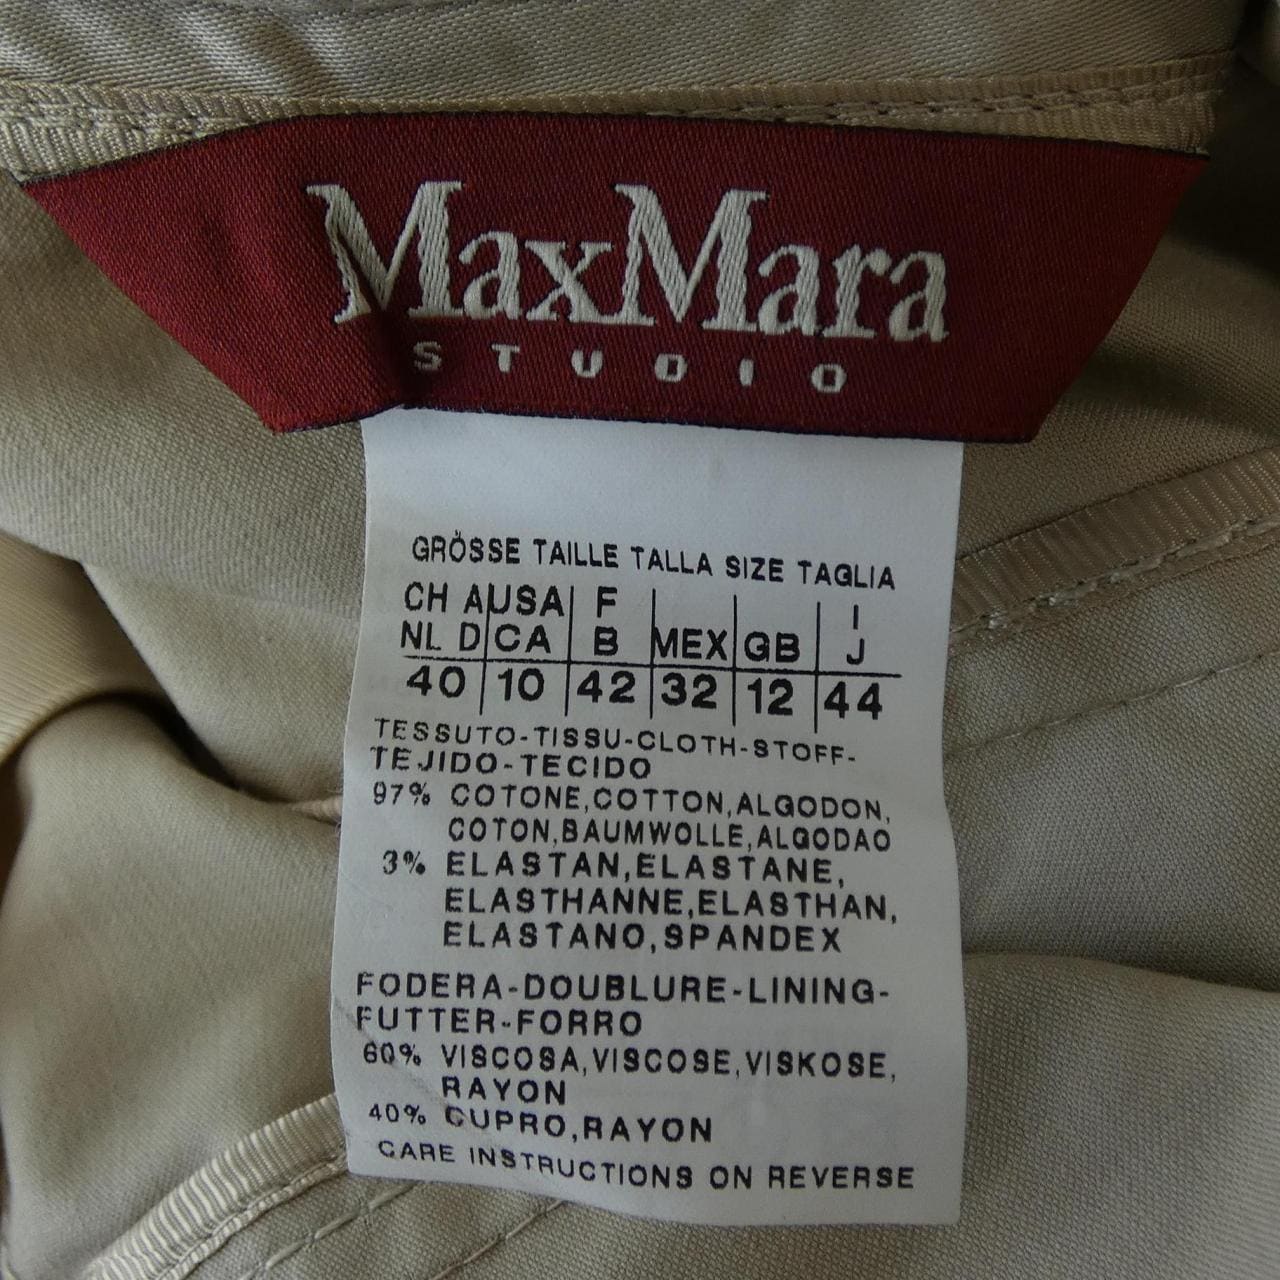 MaxMara
STUDIO
GRÖSSE TAILLE TALLA SIZE TAGLIA
CH A USA F I
NL D CA B MEX GB J
40 10 42 32 12 44
TESSUTO-TISSU-CLOTH-STOFF-
TEJIDO-TECIDO
97% COTONE,COTTON,ALGODON,
COTON,BAUMWOLLE,ALGODAO
3% ELASTAN,ELASTANE,
ELASTHANNE,ELASTHAN,
ELASTANO,SPANDEX
FODERA-DOUBLURE-LINING-
FUTTER-FORRO
60% VISCOSA,VISCOSE,VISKOSE,
RAYON
40% CUPRO,RAYON
CARE INSTRUCTIONS ON REVERSE